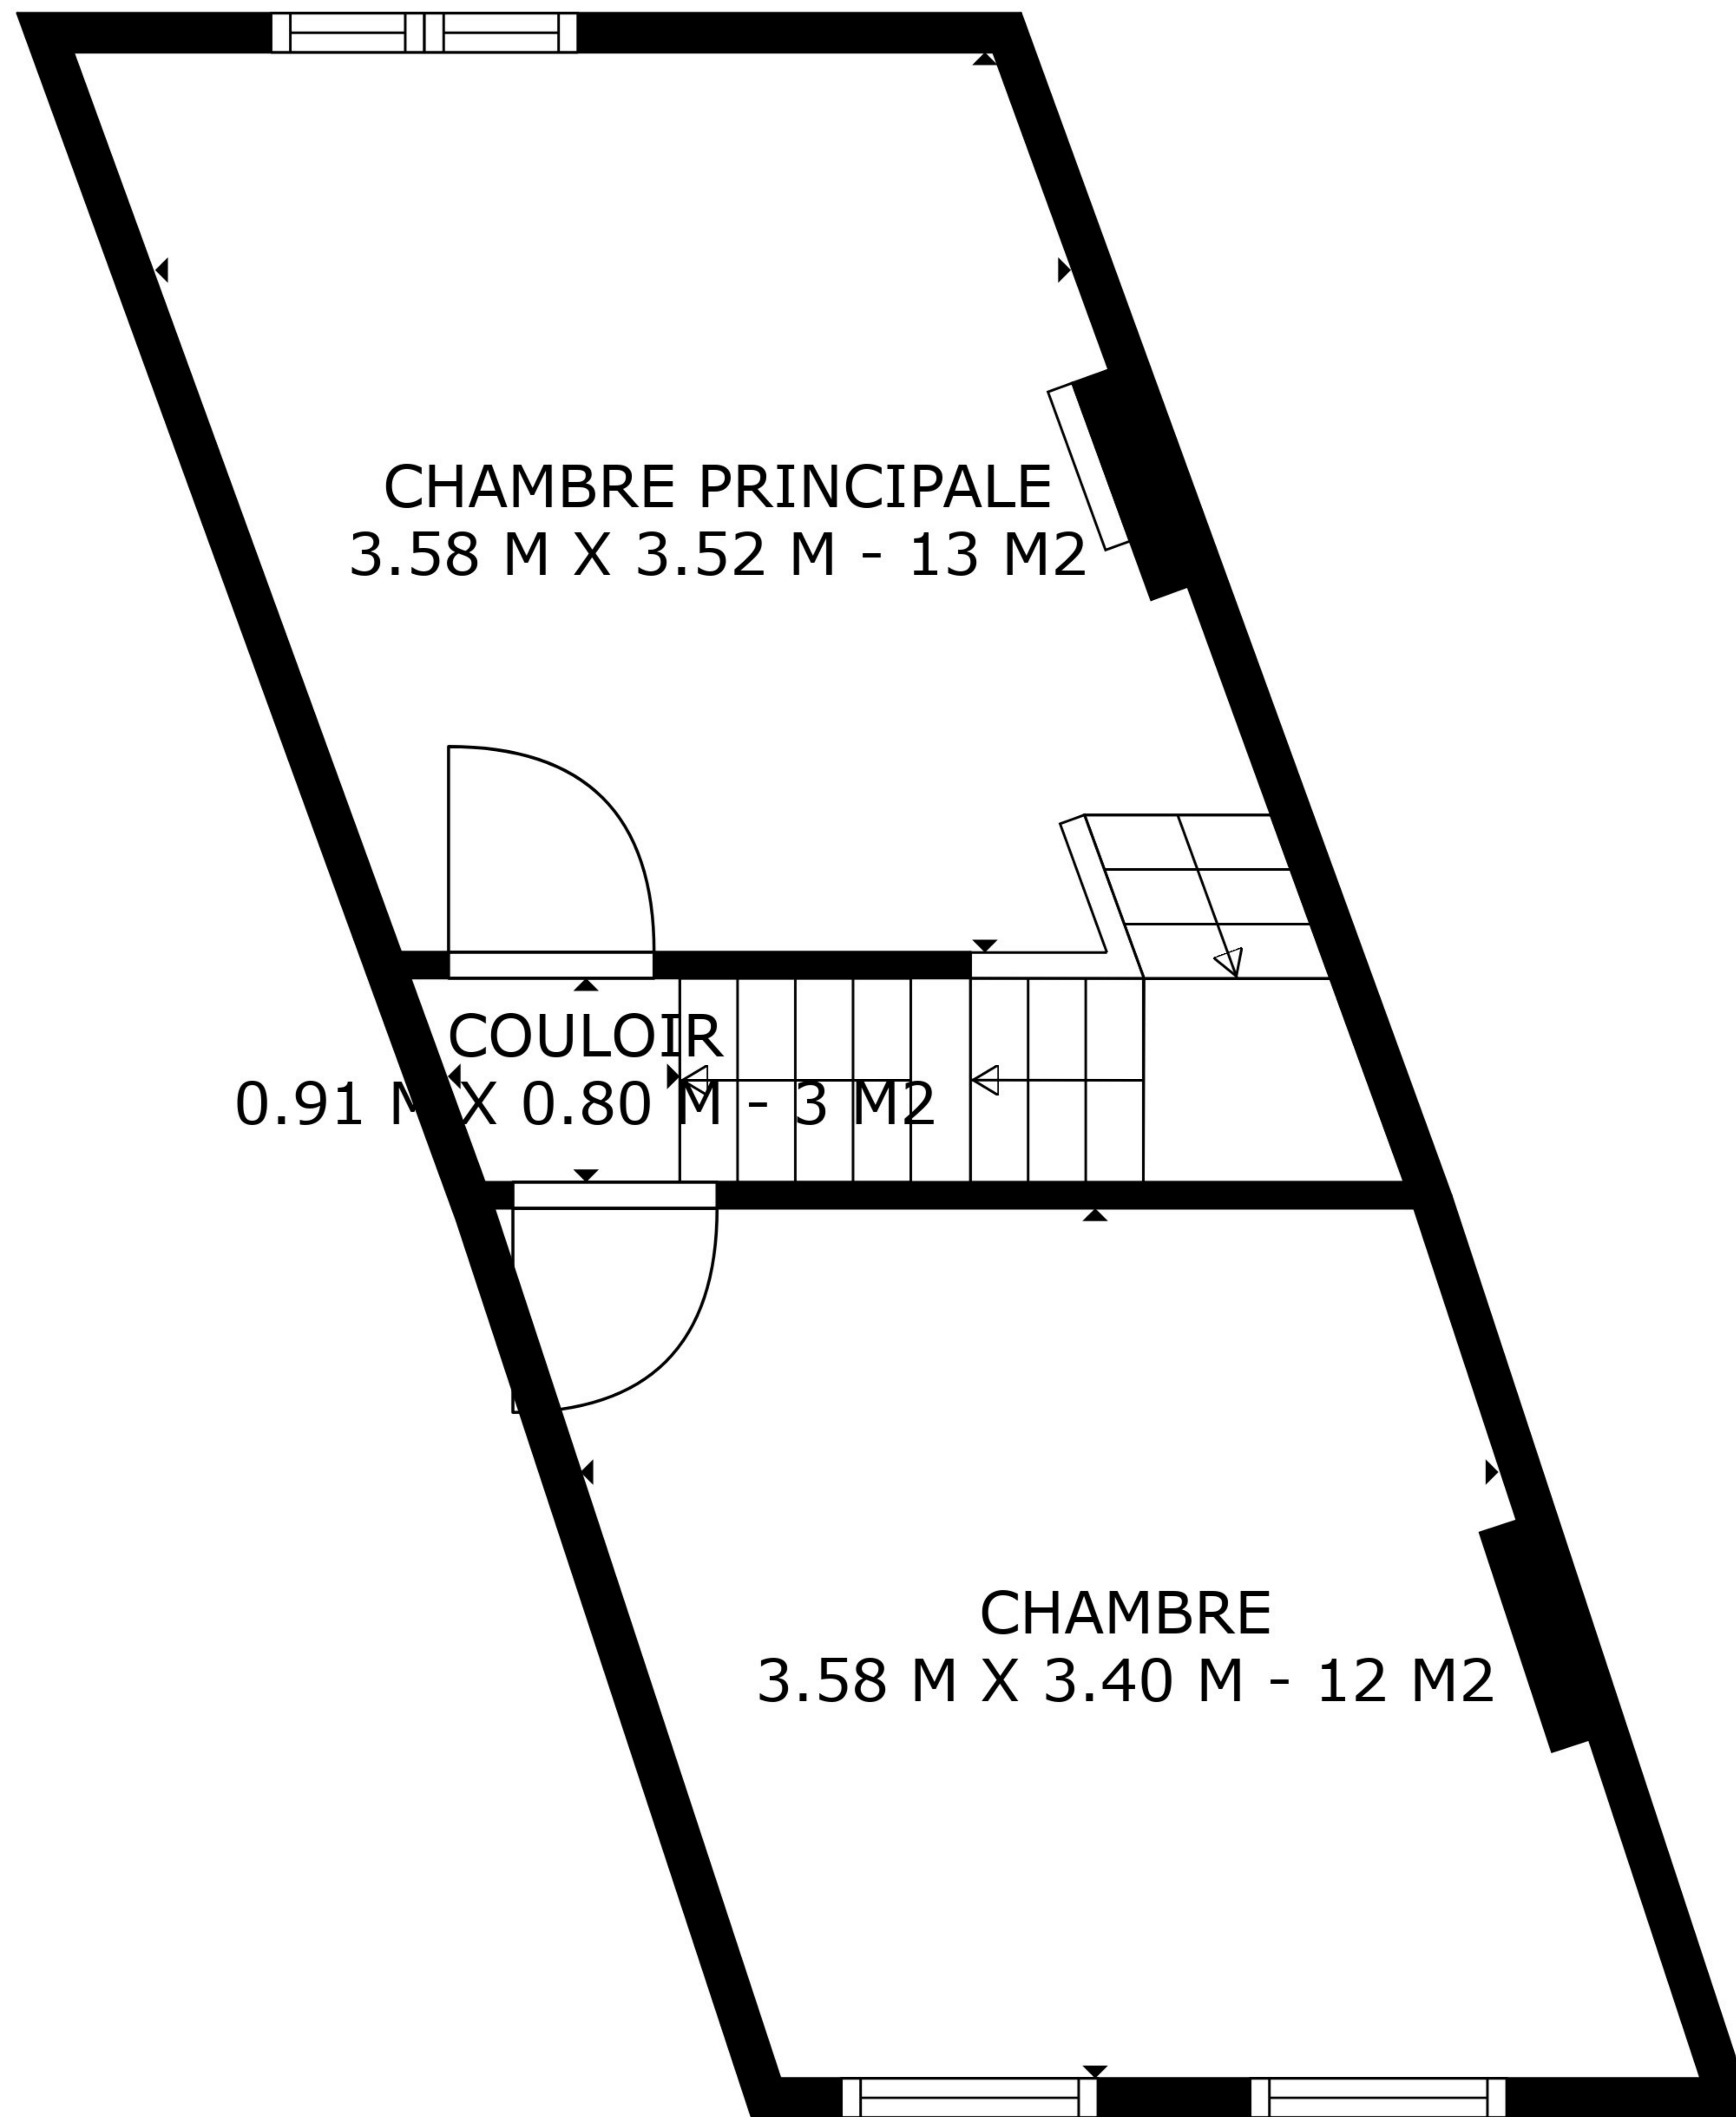 CHAMBRE PRINCIPALE
3.58 M X 3.52 M - 13 M2
COULOIR
0.91 M X 0.80 M - 3 M2
CHAMBRE
3.58 M X 3.40 M - 12 M2